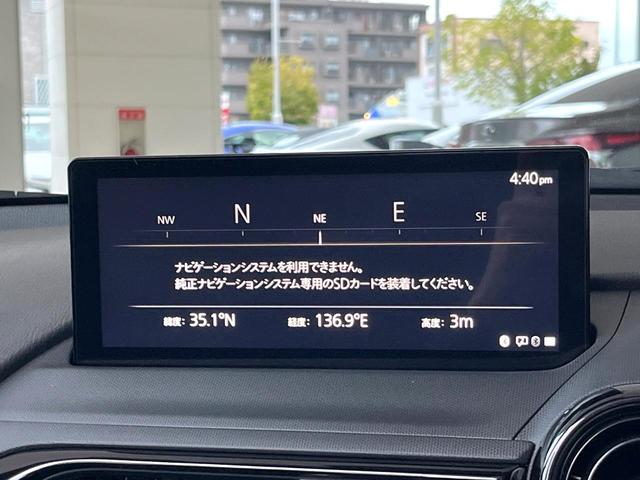 4:40pm
NW N NE E SE
ナビゲーションシステムを利用できません。
純正ナビゲーションシステム専用のSDカードを装着してください。
緯度: 35.1°N 経度: 136.9°E 高度: 3m